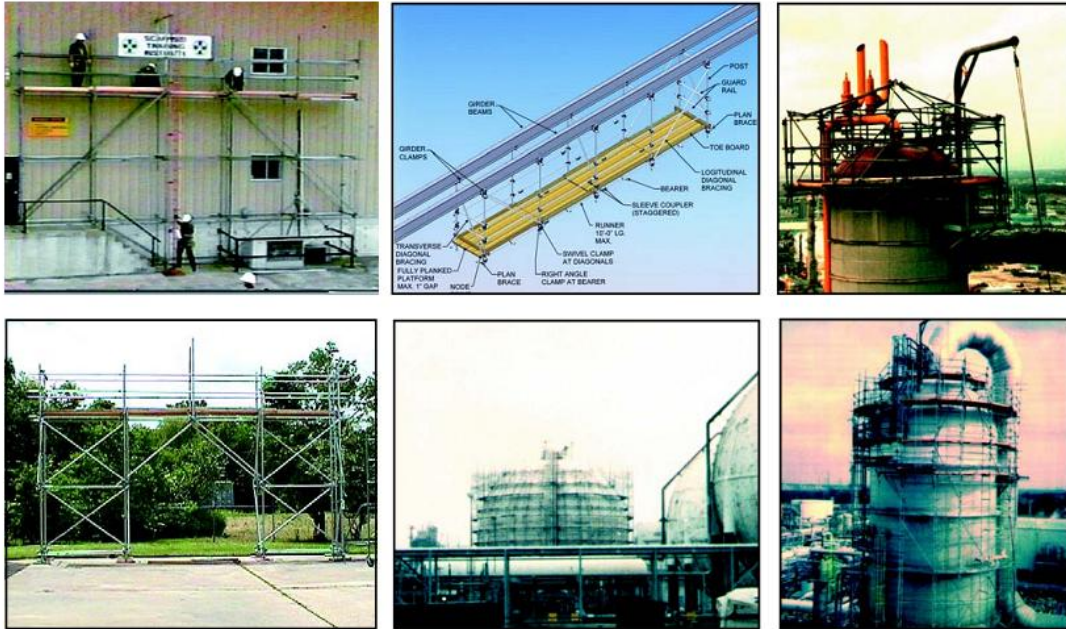 SCAFFOLD
TRAINING
POST
GUARD
RAIL
PLAN
BRACE
TOE BOARD
LOGITUDINAL
DIAGONAL
BRACING
BEARER
SLEEVE COUPLER
(STAGGERED)
RUNNER
10'-0" LG.
MAX.
SWIVEL CLAMP
AT DIAGONALS
RIGHT ANGLE
CLAMP AT BEARER
GIRDER
BEAMS
GIRDER
CLAMPS
TRANSVERSE
DIAGONAL
BRACING
FULLY PLANKED
PLATFORM
MAX. 1" GAP
NODE
PLAN
BRACE